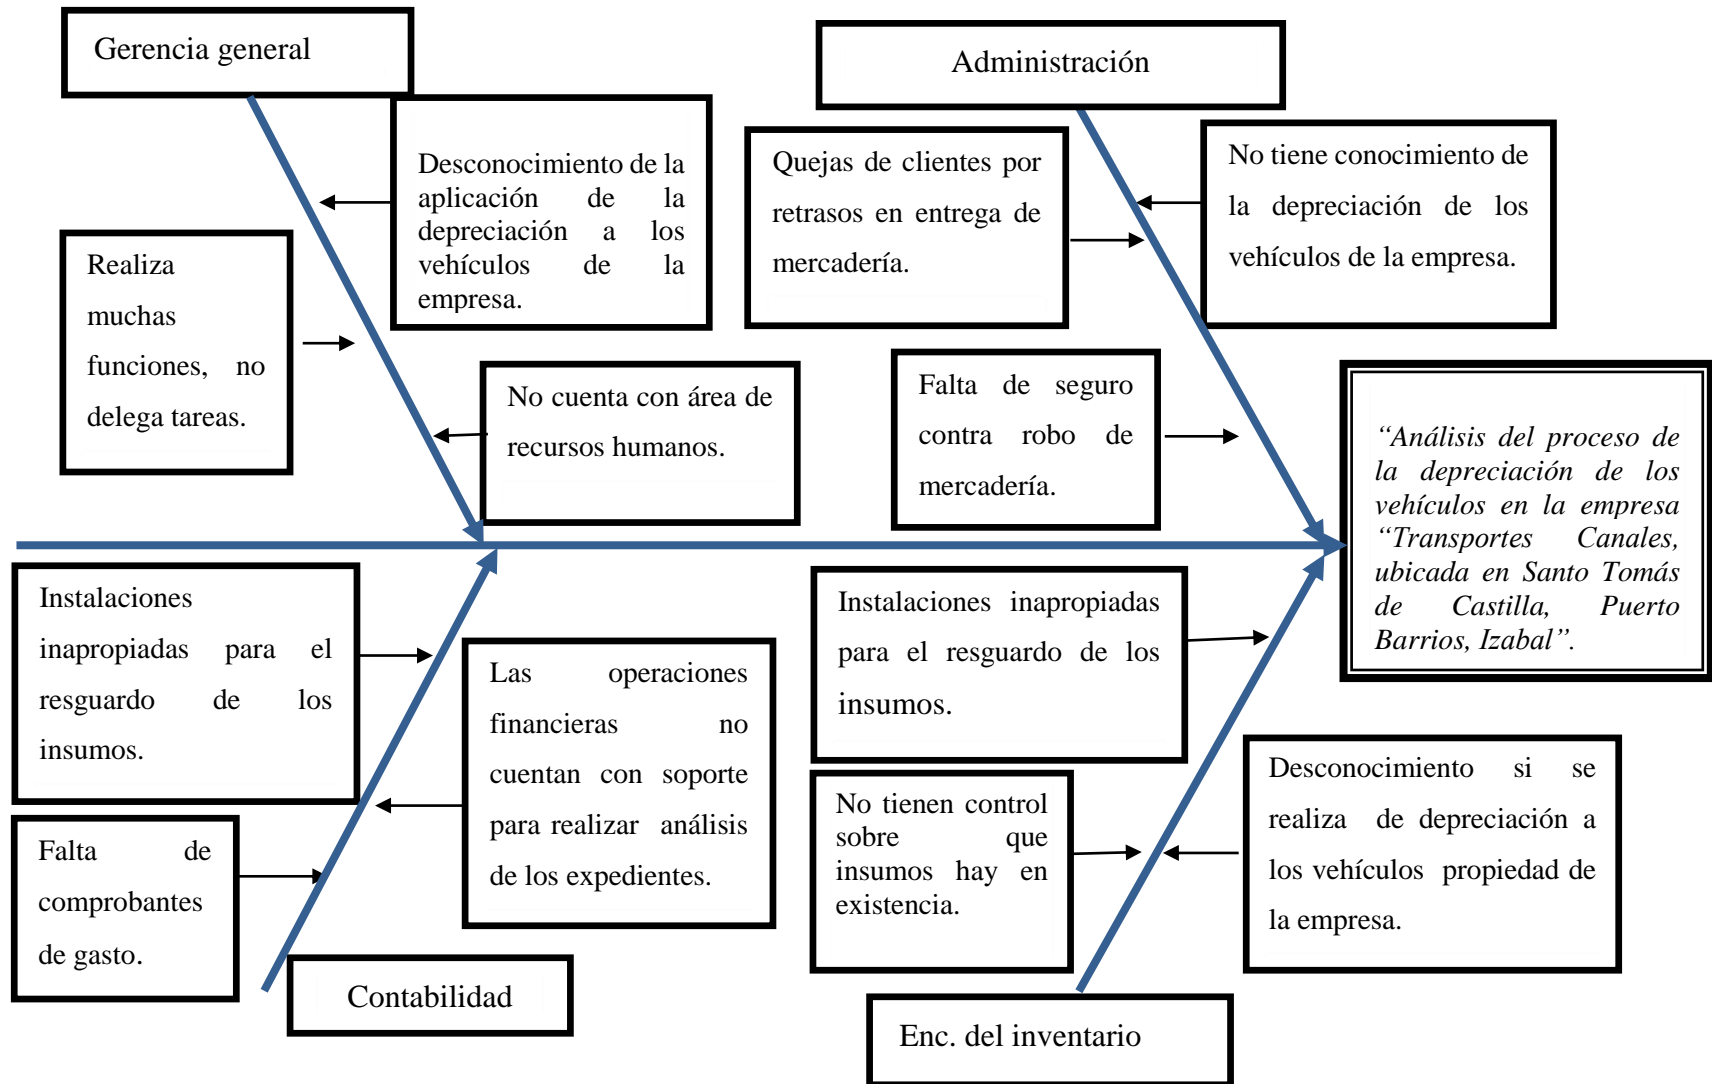 Gerencia general
Administración
Desconocimiento de la
aplicación de la
depreciación a los
vehículos de la
empresa.
Quejas de clientes por
retrasos en entrega de
mercadería.
No tiene conocimiento de
la depreciación de los
vehículos de la empresa.
Realiza
muchas
funciones, no
delega tareas.
No cuenta con área de
recursos humanos.
Falta de seguro
contra robo de
mercadería.
“Análisis del proceso de
la depreciación de los
vehículos en la empresa
“Transportes Canales,
ubicada en Santo Tomás
de Castilla, Puerto
Barrios, Izabal”.
Instalaciones
inapropiadas para el
resguardo de los
insumos.
Las operaciones
financieras no
cuentan con soporte
para realizar análisis
de los expedientes.
Instalaciones inapropiadas
para el resguardo de los
insumos.
Falta de
comprobantes
de gasto.
No tienen control
sobre que
insumos hay en
existencia.
Desconocimiento si se
realiza de depreciación a
los vehículos propiedad de
la empresa.
Contabilidad
Enc. del inventario